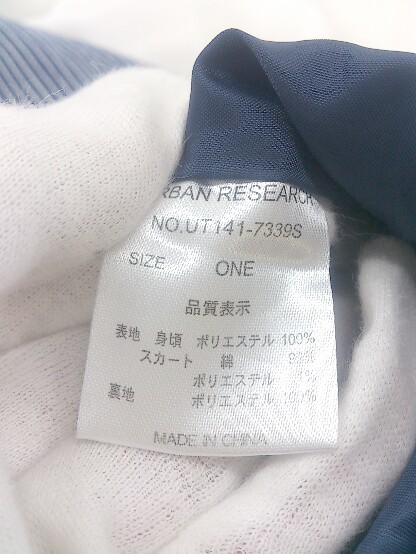 URBAN RESEARCH
NO.UT141-7339S
SIZE ONE
品質表示
表地 身頃 ポリエステル 100%
スカート 綿
ポリエステル
裏地 ポリエステル 100%
MADE IN CHINA